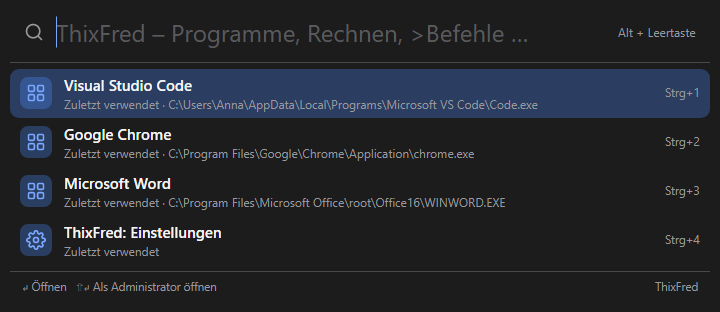 ThixFred – Programme, Rechnen, >Befehle ... Alt + Leertaste
Visual Studio Code
Zuletzt verwendet · C:\Users\Anna\AppData\Local\Programs\Microsoft VS Code\Code.exe Strg+1
Google Chrome
Zuletzt verwendet · C:\Program Files\Google\Chrome\Application\chrome.exe Strg+2
Microsoft Word
Zuletzt verwendet · C:\Program Files\Microsoft Office\root\Office16\WINWORD.EXE Strg+3
ThixFred: Einstellungen
Zuletzt verwendet Strg+4
↲ Öffnen ⇧↲ Als Administrator öffnen ThixFred